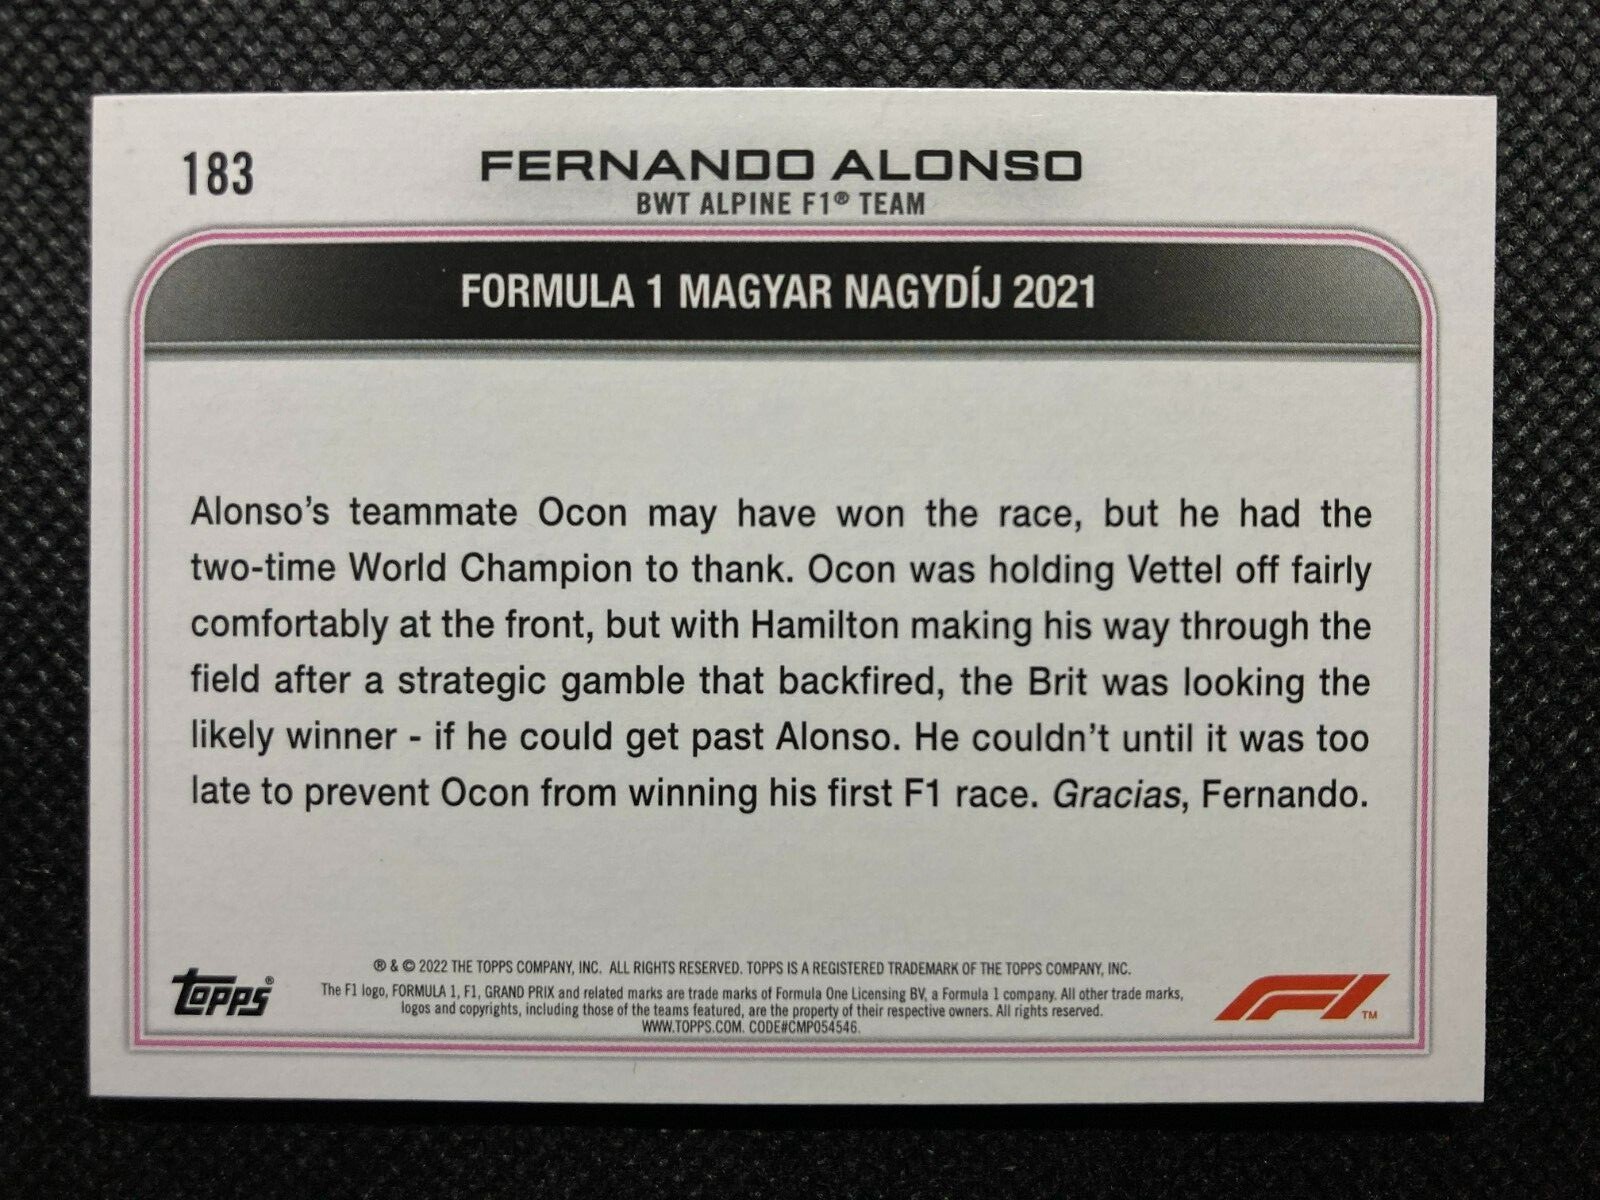 183
FERNANDO ALONSO
BWT ALPINE F1® TEAM
FORMULA 1 MAGYAR NAGYDÍJ 2021
Alonso's teammate Ocon may have won the race, but he had the
two-time World Champion to thank. Ocon was holding Vettel off fairly
comfortably at the front, but with Hamilton making his way through the
field after a strategic gamble that backfired, the Brit was looking the
likely winner - if he could get past Alonso. He couldn't until it was too
late to prevent Ocon from winning his first F1 race. Gracias, Fernando.
® & © 2022 THE TOPPS COMPANY, INC. ALL RIGHTS RESERVED. TOPPS IS A REGISTERED TRADEMARK OF THE TOPPS COMPANY, INC.
The F1 logo, FORMULA 1, F1, GRAND PRIX and related marks are trade marks of Formula One Licensing BV, a Formula 1 company. All other trade marks,
logos and copyrights, including those of the teams featured, are the property of their respective owners. All rights reserved.
WWW.TOPPS.COM. CODE#CMP054546.
topps®
F1™